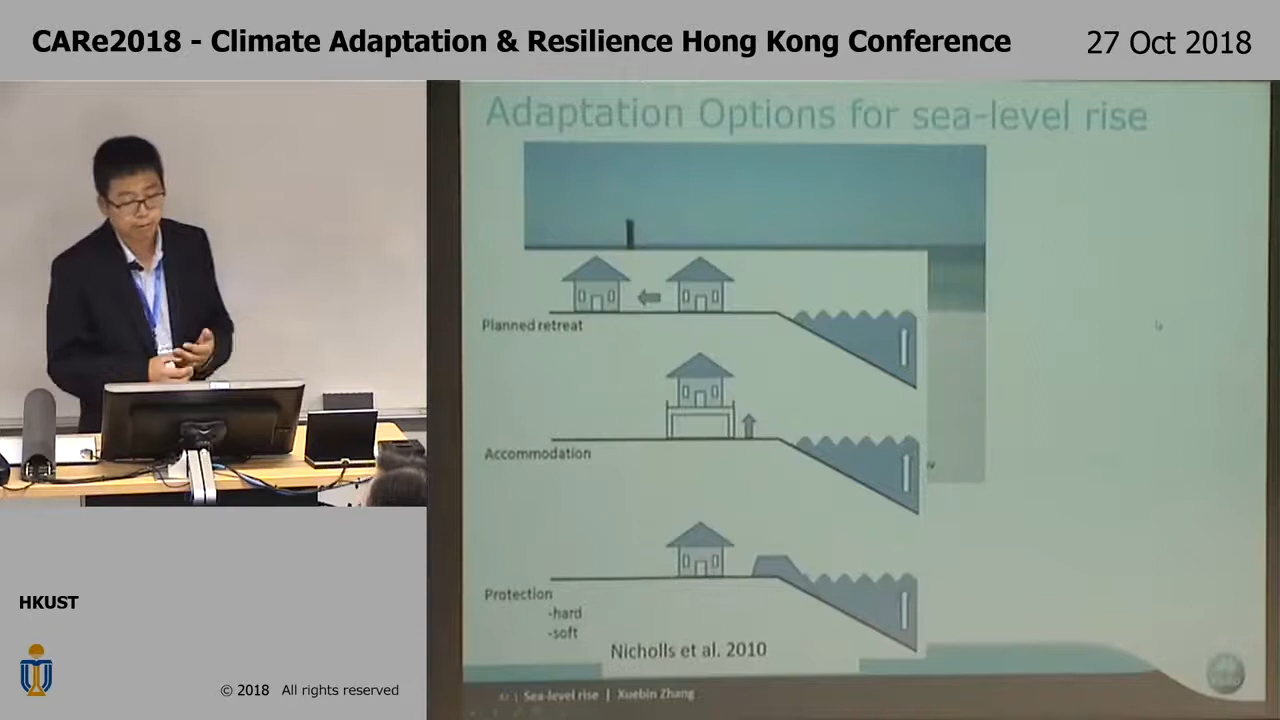 CARe2018 - Climate Adaptation & Resilience Hong Kong Conference
27 Oct 2018
Adaptation Options for sea-level rise
Planned retreat
Accommodation
Protection
-hard
-soft
Nicholls et al. 2010
Sea-level rise | Xuebin Zhang
HKUST
© 2018 All rights reserved